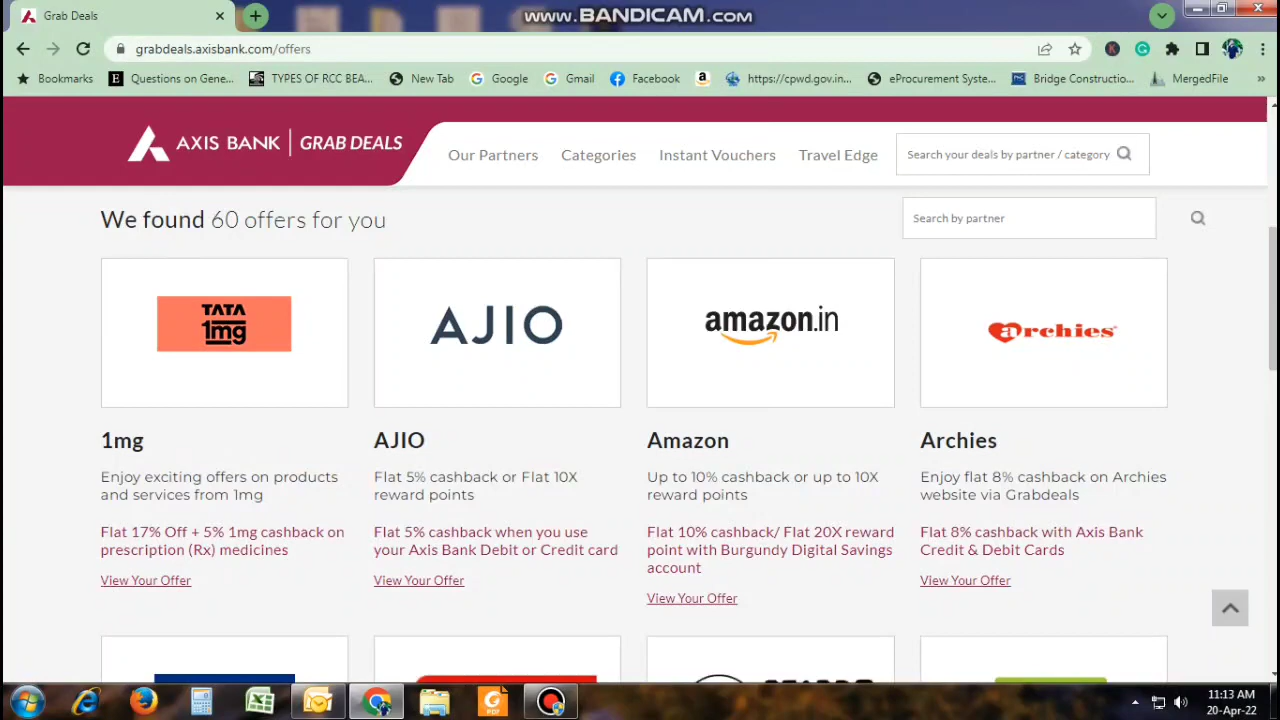 Grab Deals
www.BANDICAM.com
grabdeals.axisbank.com/offers
Bookmarks
Questions on Gene...
TYPES OF RCC BEA...
New Tab
Google
Gmail
Facebook
https://cpwd.gov.in...
eProcurement Syste...
Bridge Constructio...
MergedFile
AXIS BANK | GRAB DEALS
Our Partners
Categories
Instant Vouchers
Travel Edge
Search your deals by partner / category
We found 60 offers for you
Search by partner
TATA
1mg
AJIO
amazon.in
archies
1mg
Enjoy exciting offers on products
and services from 1mg
Flat 17% Off + 5% 1mg cashback on
prescription (Rx) medicines
View Your Offer
AJIO
Flat 5% cashback or Flat 10X
reward points
Flat 5% cashback when you use
your Axis Bank Debit or Credit card
View Your Offer
Amazon
Up to 10% cashback or up to 10X
reward points
Flat 10% cashback/ Flat 20X reward
point with Burgundy Digital Savings
account
View Your Offer
Archies
Enjoy flat 8% cashback on Archies
website via Grabdeals
Flat 8% cashback with Axis Bank
Credit & Debit Cards
View Your Offer
11:13 AM
20-Apr-22